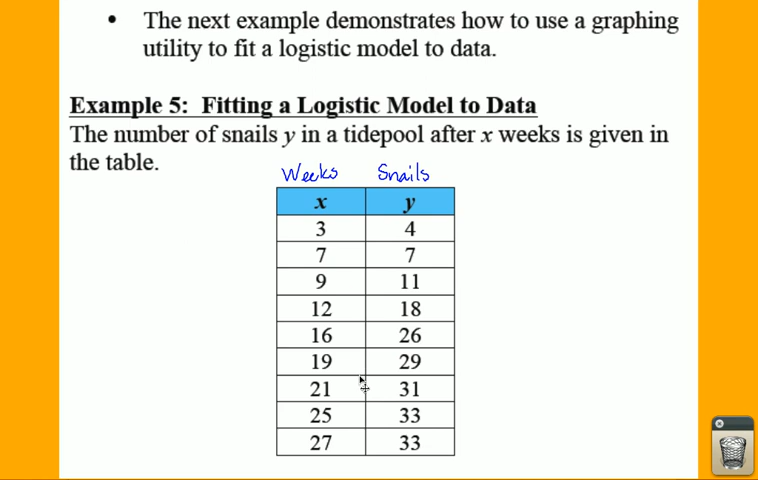 • The next example demonstrates how to use a graphing
utility to fit a logistic model to data.
Example 5: Fitting a Logistic Model to Data
The number of snails y in a tidepool after x weeks is given in
the table.
Weeks Snails
x y
3 4
7 7
9 11
12 18
16 26
19 29
21 31
25 33
27 33